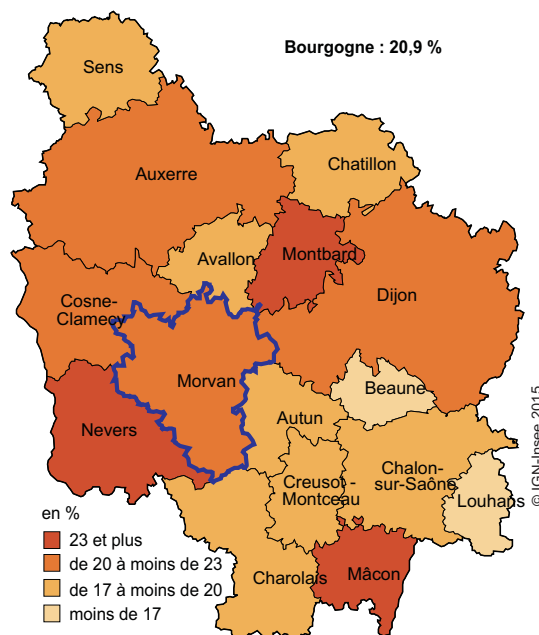 Bourgogne : 20,9 %
Sens
Auxerre
Chatillon
Avallon
Montbard
Cosne-
Clamecy
Dijon
Morvan
Beaune
Nevers
Autun
Creusot -
Montceau
Chalon-
sur-Saône
Louhans
Charolais
Mâcon
en %
23 et plus
de 20 à moins de 23
de 17 à moins de 20
moins de 17
© IGN-Insee 2015